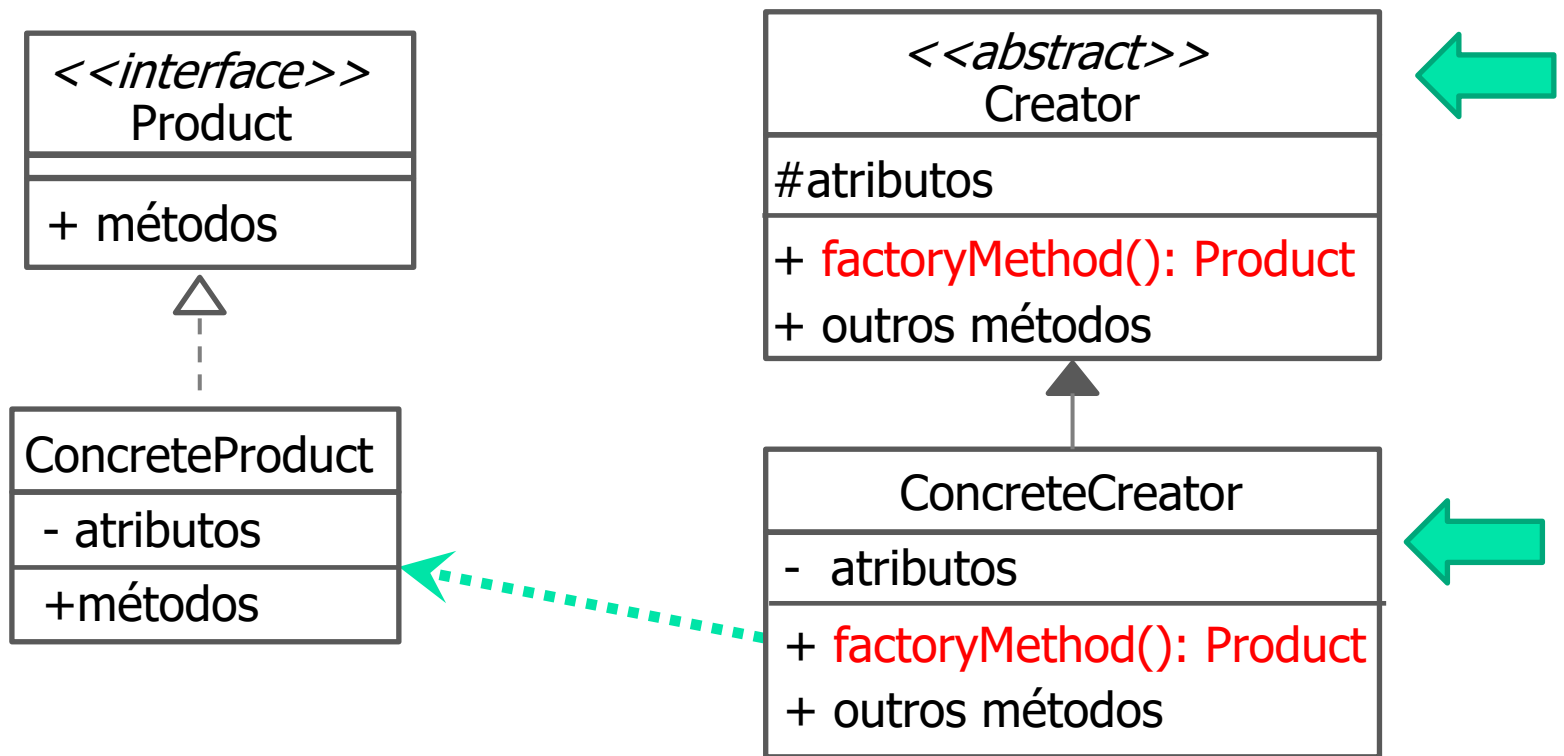 <<interface>>
Product
+ métodos
ConcreteProduct
- atributos
+métodos
<<abstract>>
Creator
#atributos
+ factoryMethod(): Product
+ outros métodos
ConcreteCreator
- atributos
+ factoryMethod(): Product
+ outros métodos